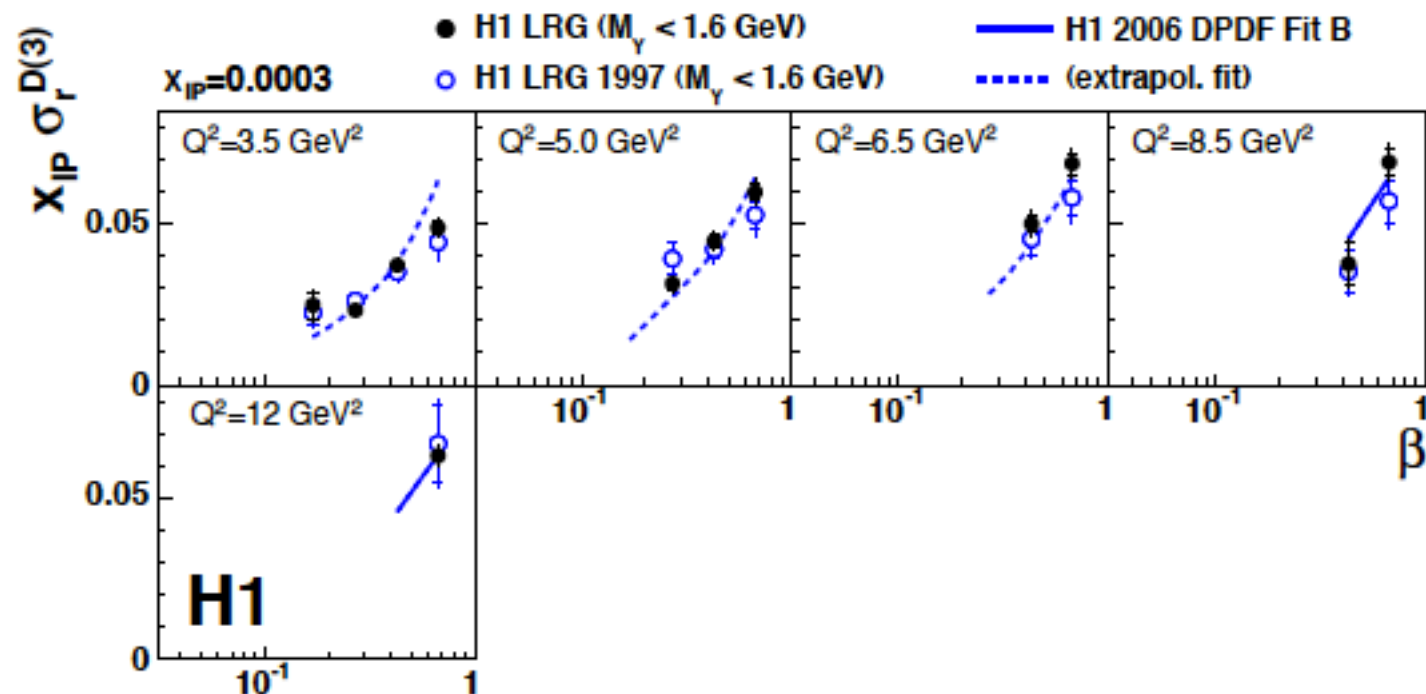 H1 LRG (M_Y < 1.6 GeV)
H1 2006 DPDF Fit B
x_IP=0.0003
H1 LRG 1997 (M_Y < 1.6 GeV)
(extrapol. fit)
x_IP σ_r^D(3)
Q²=3.5 GeV²
Q²=5.0 GeV²
Q²=6.5 GeV²
Q²=8.5 GeV²
0.05
0
10⁻¹
1
10⁻¹
1
10⁻¹
1
β
Q²=12 GeV²
0.05
H1
0
10⁻¹
1